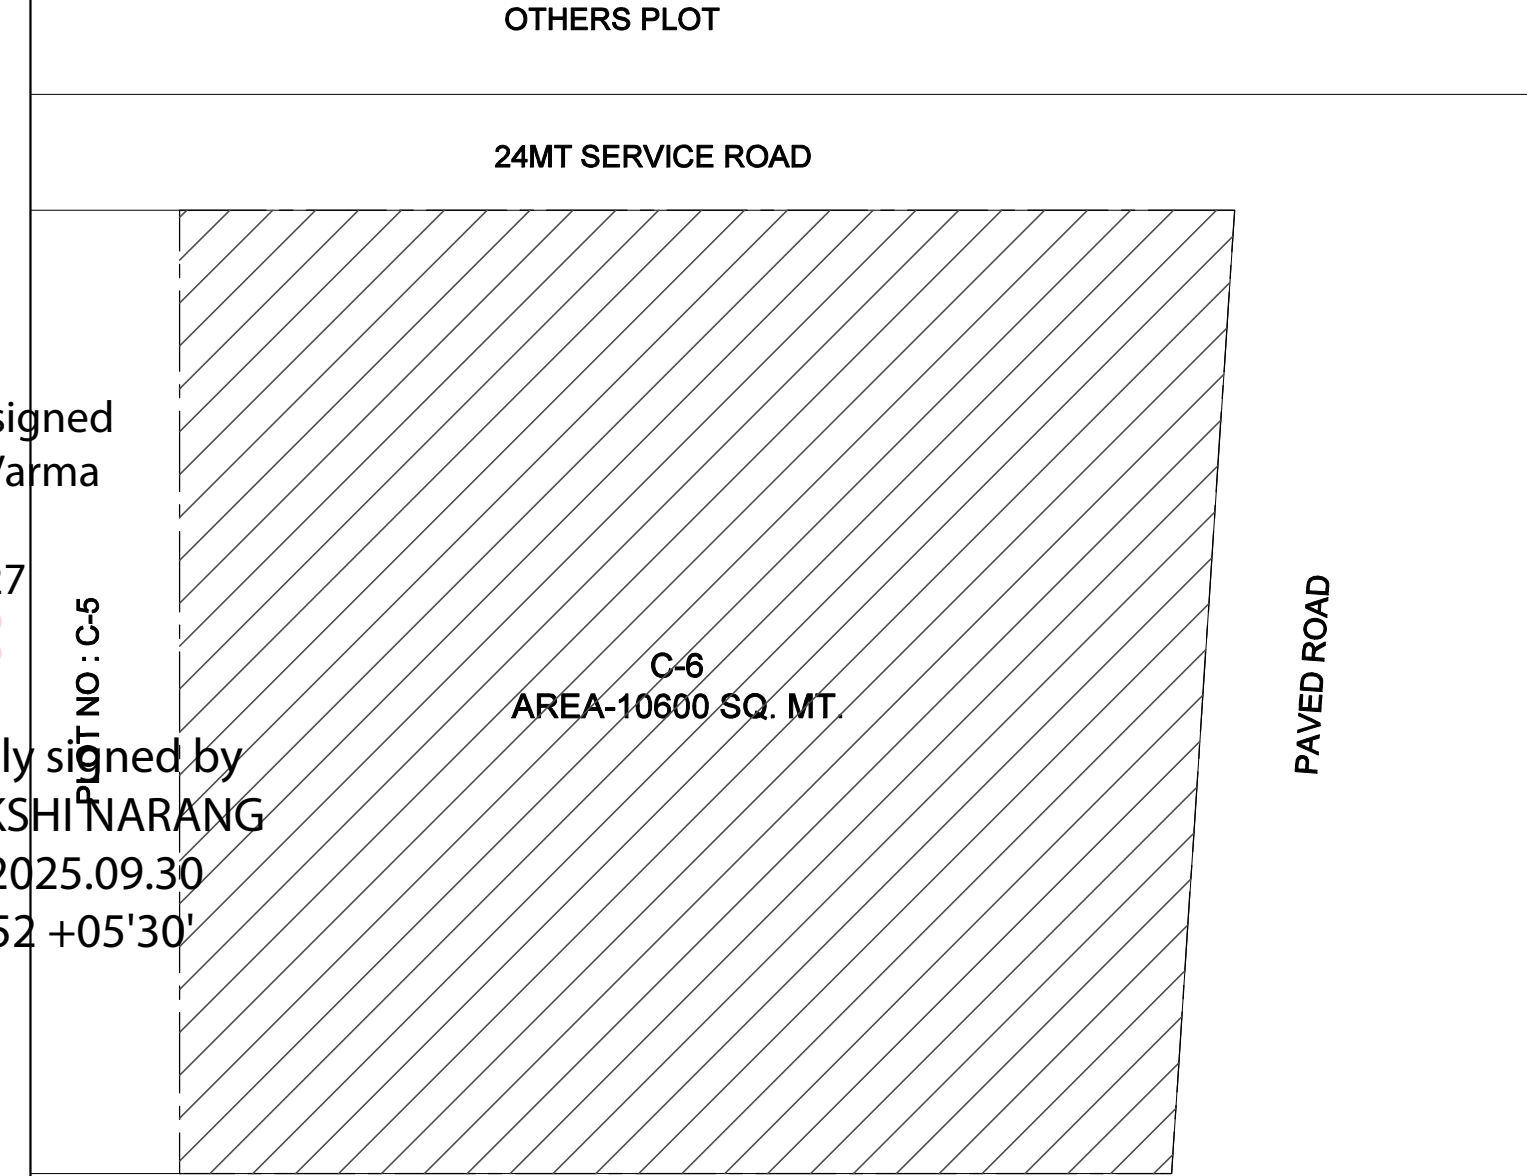 OTHERS PLOT
24MT SERVICE ROAD
signed
Varma
27
PLOT NO : C-5
C-6
AREA-10600 SQ. MT.
PAVED ROAD
ly signed by
KSHI NARANG
2025.09.30
52 +05'30'